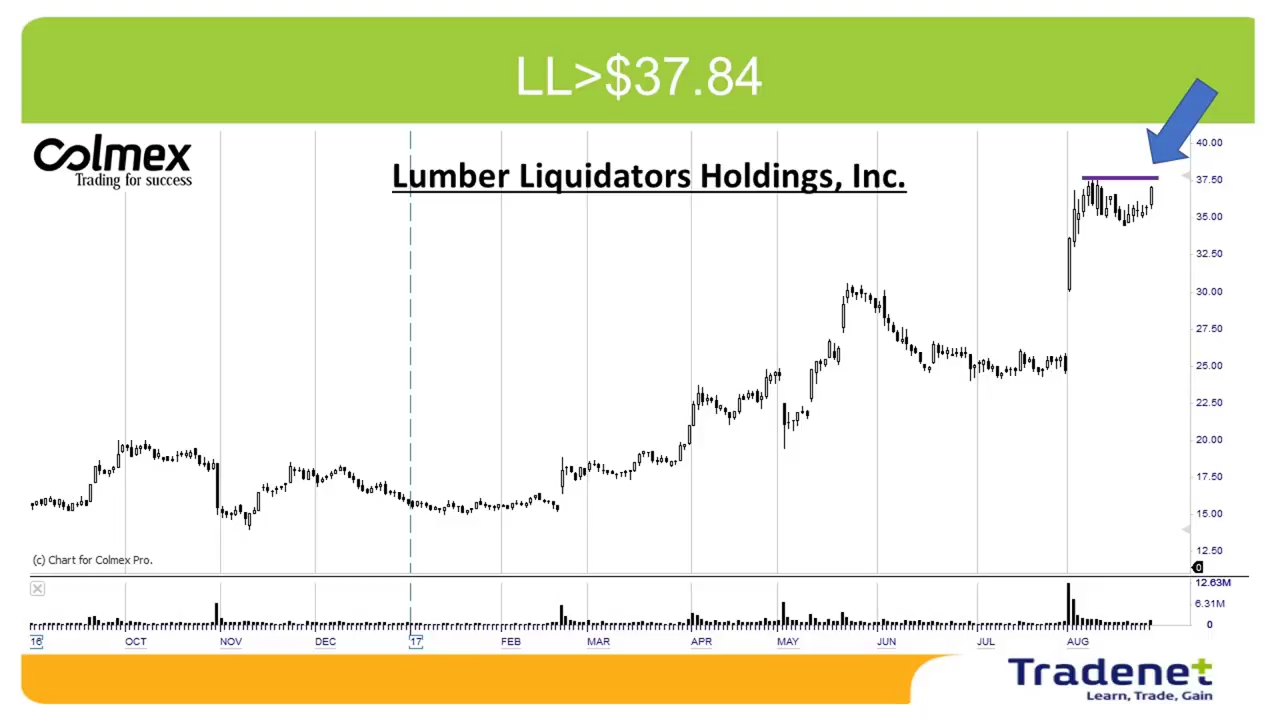 LL>$37.84
Colmex
Trading for success
Lumber Liquidators Holdings, Inc.
40.00
37.50
35.00
32.50
30.00
27.50
25.00
22.50
20.00
17.50
15.00
12.50
0
(c) Chart for Colmex Pro.
12.63M
6.31M
0
16 OCT NOV DEC 17 FEB MAR APR MAY JUN JUL AUG
Tradenet
Learn, Trade, Gain